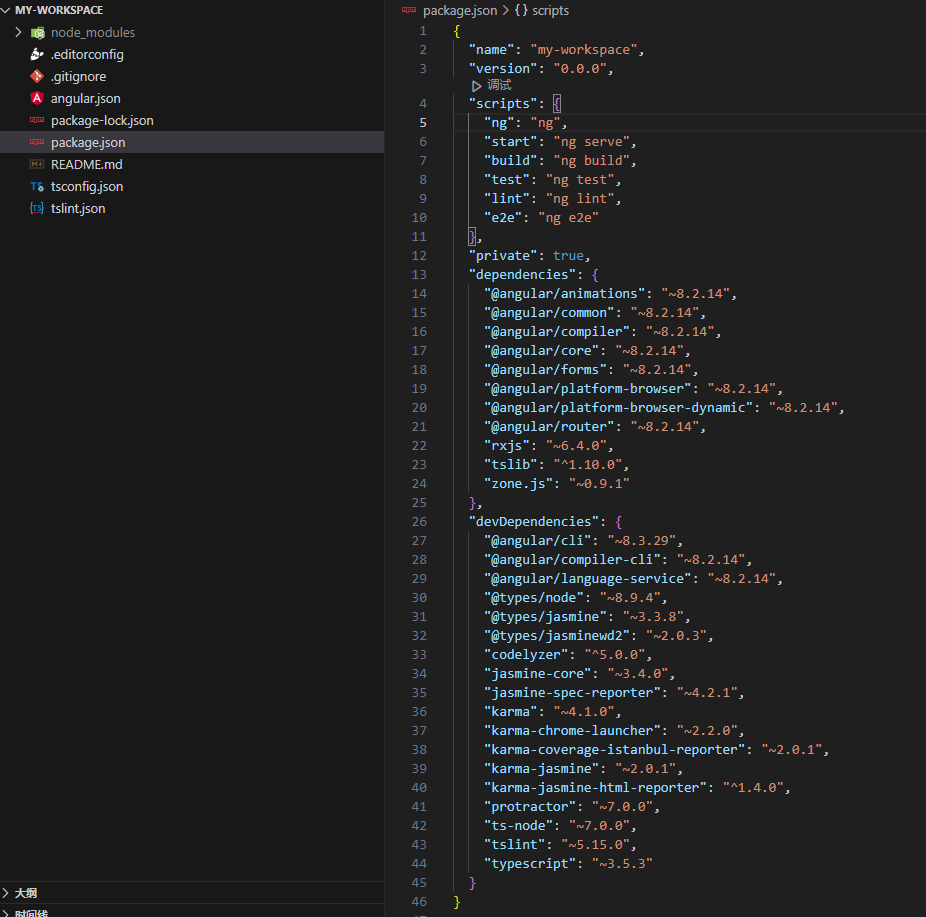 MY-WORKSPACE
node_modules
.editorconfig
.gitignore
angular.json
package-lock.json
package.json
README.md
tsconfig.json
tslint.json
大纲
时间线
package.json > {} scripts
1 {
2 "name": "my-workspace",
3 "version": "0.0.0",
调试
4 "scripts": {
5 "ng": "ng",
6 "start": "ng serve",
7 "build": "ng build",
8 "test": "ng test",
9 "lint": "ng lint",
10 "e2e": "ng e2e"
11 },
12 "private": true,
13 "dependencies": {
14 "@angular/animations": "~8.2.14",
15 "@angular/common": "~8.2.14",
16 "@angular/compiler": "~8.2.14",
17 "@angular/core": "~8.2.14",
18 "@angular/forms": "~8.2.14",
19 "@angular/platform-browser": "~8.2.14",
20 "@angular/platform-browser-dynamic": "~8.2.14",
21 "@angular/router": "~8.2.14",
22 "rxjs": "~6.4.0",
23 "tslib": "^1.10.0",
24 "zone.js": "~0.9.1"
25 },
26 "devDependencies": {
27 "@angular/cli": "~8.3.29",
28 "@angular/compiler-cli": "~8.2.14",
29 "@angular/language-service": "~8.2.14",
30 "@types/node": "~8.9.4",
31 "@types/jasmine": "~3.3.8",
32 "@types/jasminewd2": "~2.0.3",
33 "codelyzer": "^5.0.0",
34 "jasmine-core": "~3.4.0",
35 "jasmine-spec-reporter": "~4.2.1",
36 "karma": "~4.1.0",
37 "karma-chrome-launcher": "~2.2.0",
38 "karma-coverage-istanbul-reporter": "~2.0.1",
39 "karma-jasmine": "~2.0.1",
40 "karma-jasmine-html-reporter": "^1.4.0",
41 "protractor": "~7.0.0",
42 "ts-node": "~7.0.0",
43 "tslint": "~5.15.0",
44 "typescript": "~3.5.3"
45 }
46 }